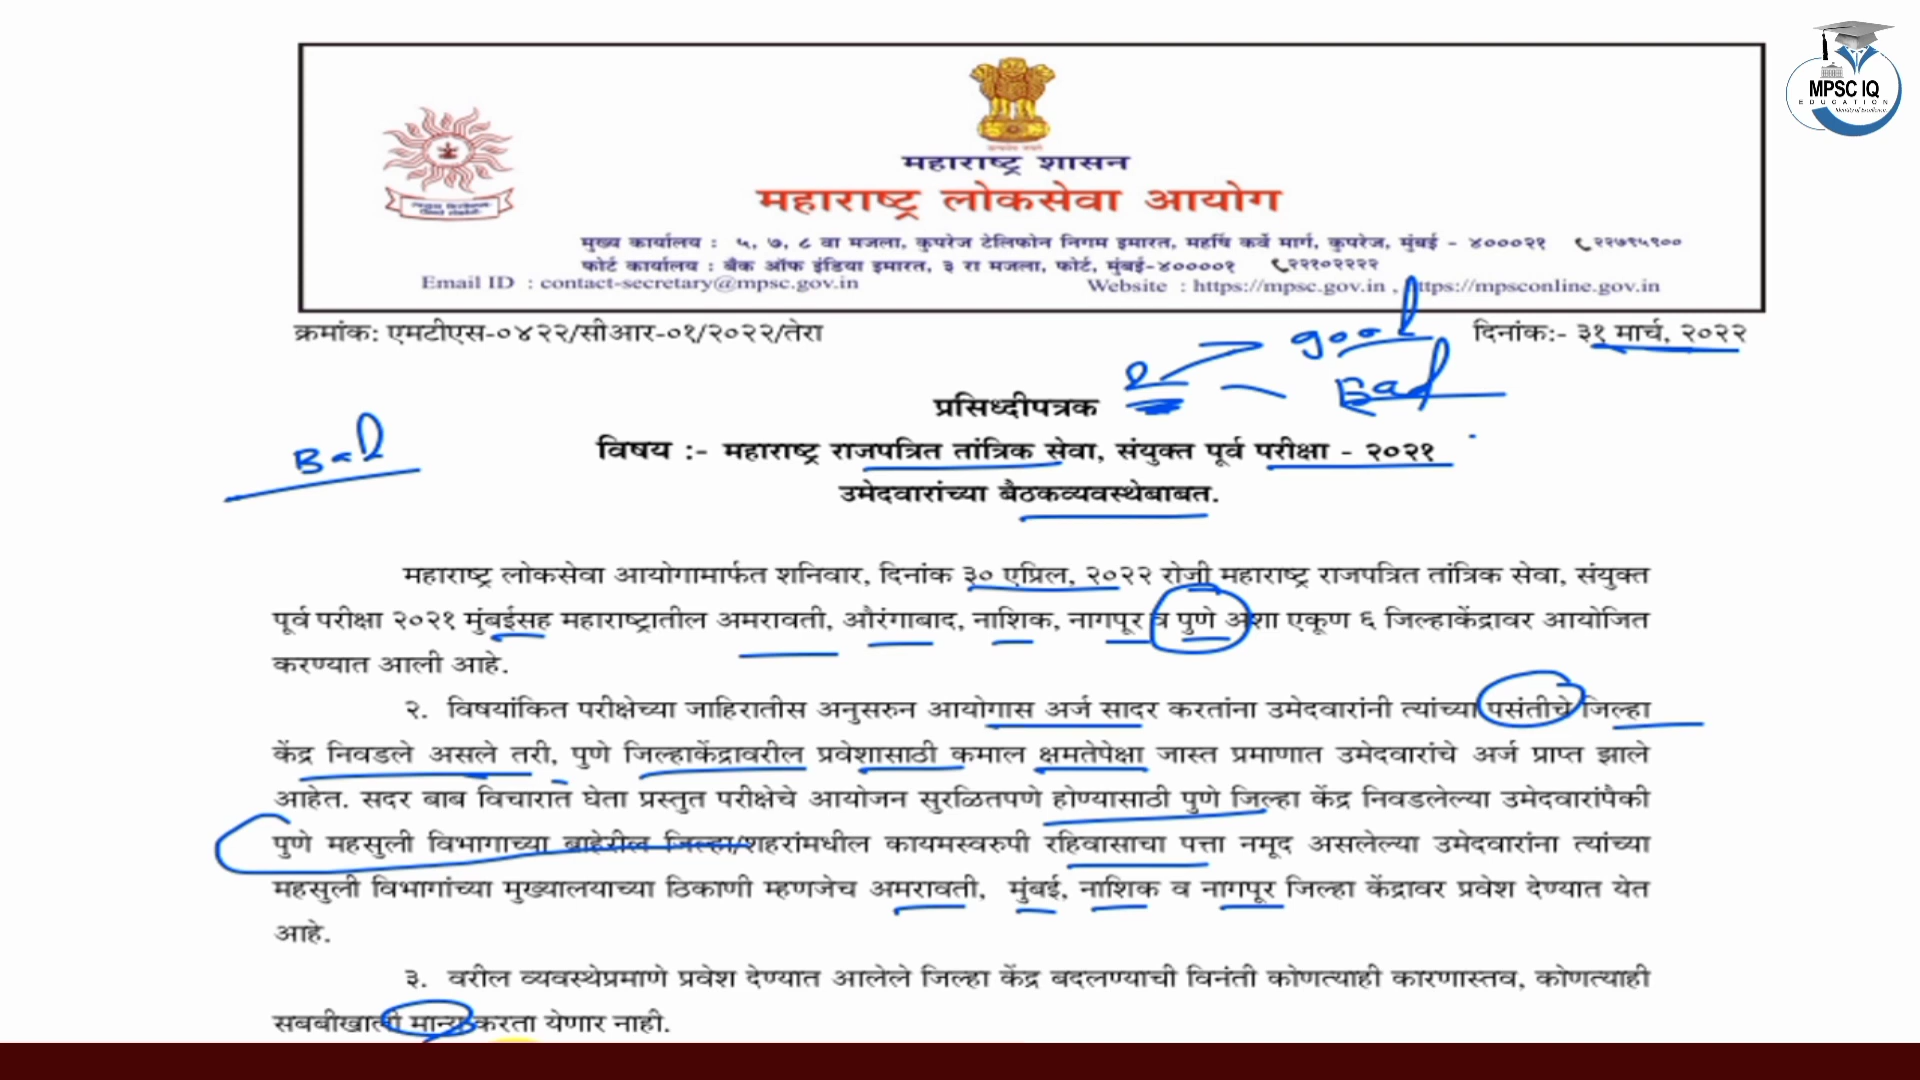 MPSC IQ
EDUCATION
महाराष्ट्र शासन
महाराष्ट्र लोकसेवा आयोग
मुख्य कार्यालय : ५, ७, ८ वा मजला, कुपरेज टेलिफोन निगम इमारत, महर्षि कर्वे मार्ग, कुपरेज, मुंबई - ४०००२१ २२७९५९००
फोर्ट कार्यालय : बँक ऑफ इंडिया इमारत, ३ रा मजला, फोर्ट, मुंबई-४००००१ २२१०२२२२
Email ID : contact-secretary@mpsc.gov.in Website : https://mpsc.gov.in , https://mpsconline.gov.in
क्रमांक: एमटीएस-०४२२/सीआर-०१/२०२२/तेरा दिनांक:- ३१ मार्च, २०२२
good
2
Bad
प्रसिध्दीपत्रक
Bad
विषय :- महाराष्ट्र राजपत्रित तांत्रिक सेवा, संयुक्त पूर्व परीक्षा - २०२१
उमेदवारांच्या बैठकव्यवस्थेबाबत.
महाराष्ट्र लोकसेवा आयोगामार्फत शनिवार, दिनांक ३० एप्रिल, २०२२ रोजी महाराष्ट्र राजपत्रित तांत्रिक सेवा, संयुक्त
पूर्व परीक्षा २०२१ मुंबईसह महाराष्ट्रातील अमरावती, औरंगाबाद, नाशिक, नागपूर व पुणे अशा एकूण ६ जिल्हाकेंद्रावर आयोजित
करण्यात आली आहे.
२. विषयांकित परीक्षेच्या जाहिरातीस अनुसरुन आयोगास अर्ज सादर करतांना उमेदवारांनी त्यांच्या पसंतीचे जिल्हा
केंद्र निवडले असले तरी, पुणे जिल्हाकेंद्रावरील प्रवेशासाठी कमाल क्षमतेपेक्षा जास्त प्रमाणात उमेदवारांचे अर्ज प्राप्त झाले
आहेत. सदर बाब विचारात घेता प्रस्तुत परीक्षेचे आयोजन सुरळितपणे होण्यासाठी पुणे जिल्हा केंद्र निवडलेल्या उमेदवारांपैकी
पुणे महसुली विभागाच्या बाहेरील जिल्हा/शहरांमधील कायमस्वरुपी रहिवासाचा पत्ता नमूद असलेल्या उमेदवारांना त्यांच्या
महसुली विभागांच्या मुख्यालयाच्या ठिकाणी म्हणजेच अमरावती, मुंबई, नाशिक व नागपूर जिल्हा केंद्रावर प्रवेश देण्यात येत
आहे.
३. वरील व्यवस्थेप्रमाणे प्रवेश देण्यात आलेले जिल्हा केंद्र बदलण्याची विनंती कोणत्याही कारणास्तव, कोणत्याही
सबबीखाली मान्य करता येणार नाही.